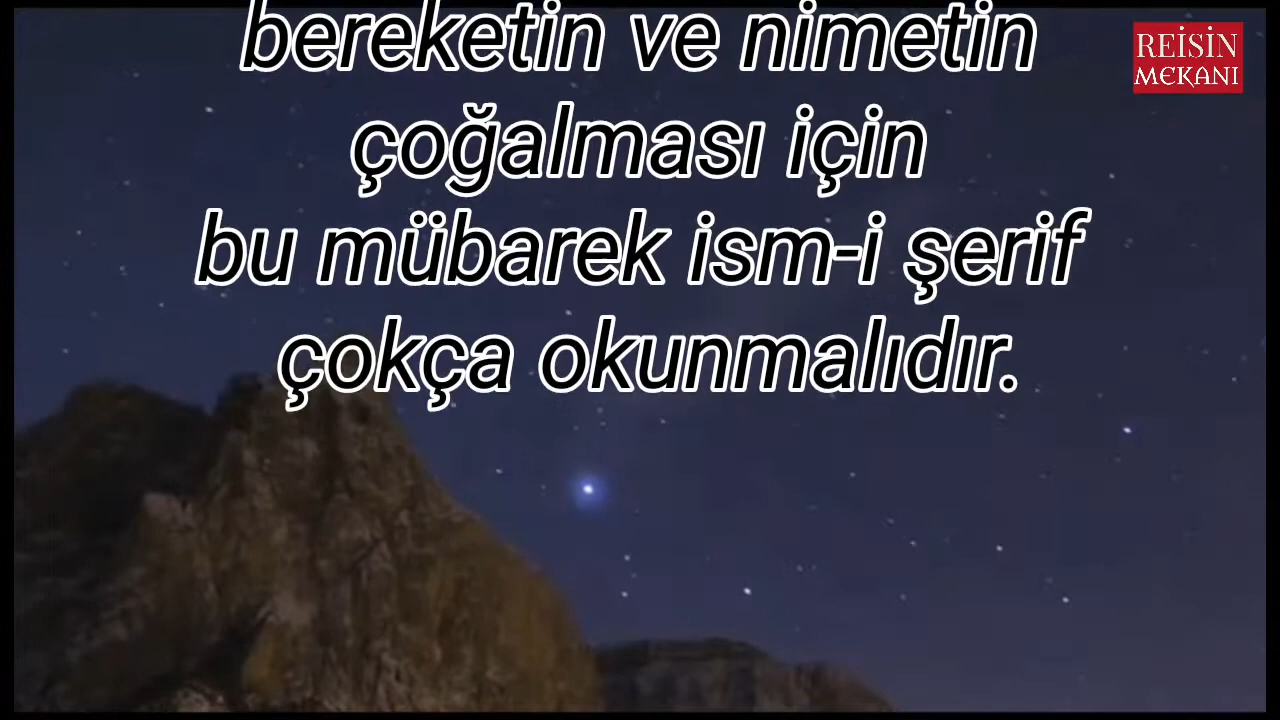 bereketin ve nimetin
çoğalması için
bu mübarek ism-i şerif
çokça okunmalıdır.
REİSİN
MEKANI